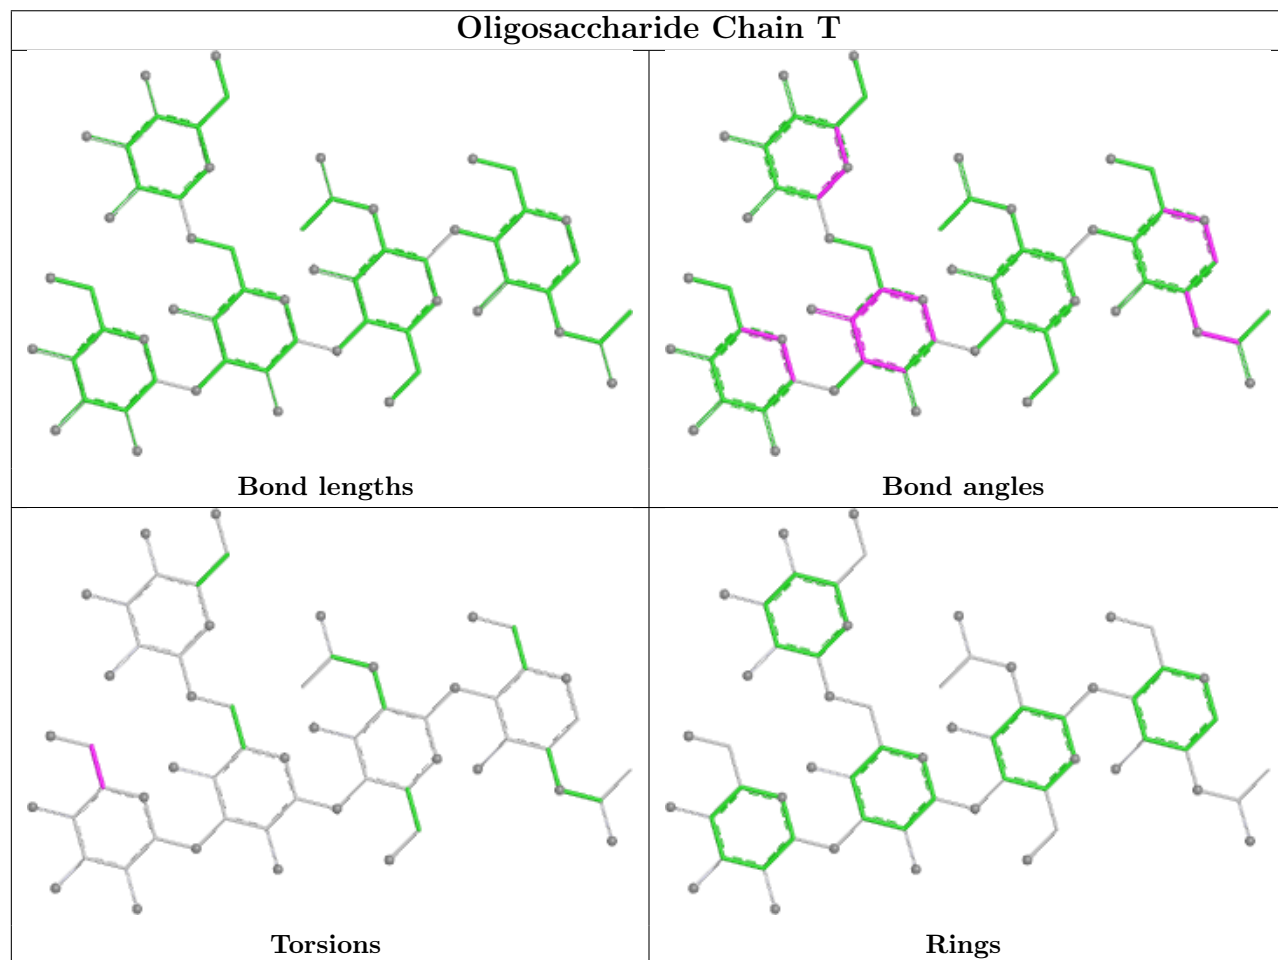 Oligosaccharide Chain T
Bond lengths
Bond angles
Torsions
Rings